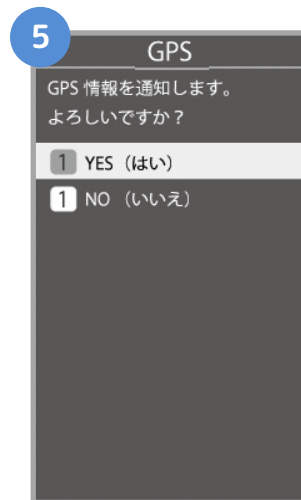 5
GPS
GPS 情報を通知します。
よろしいですか？
1 YES（はい）
1 NO （いいえ）